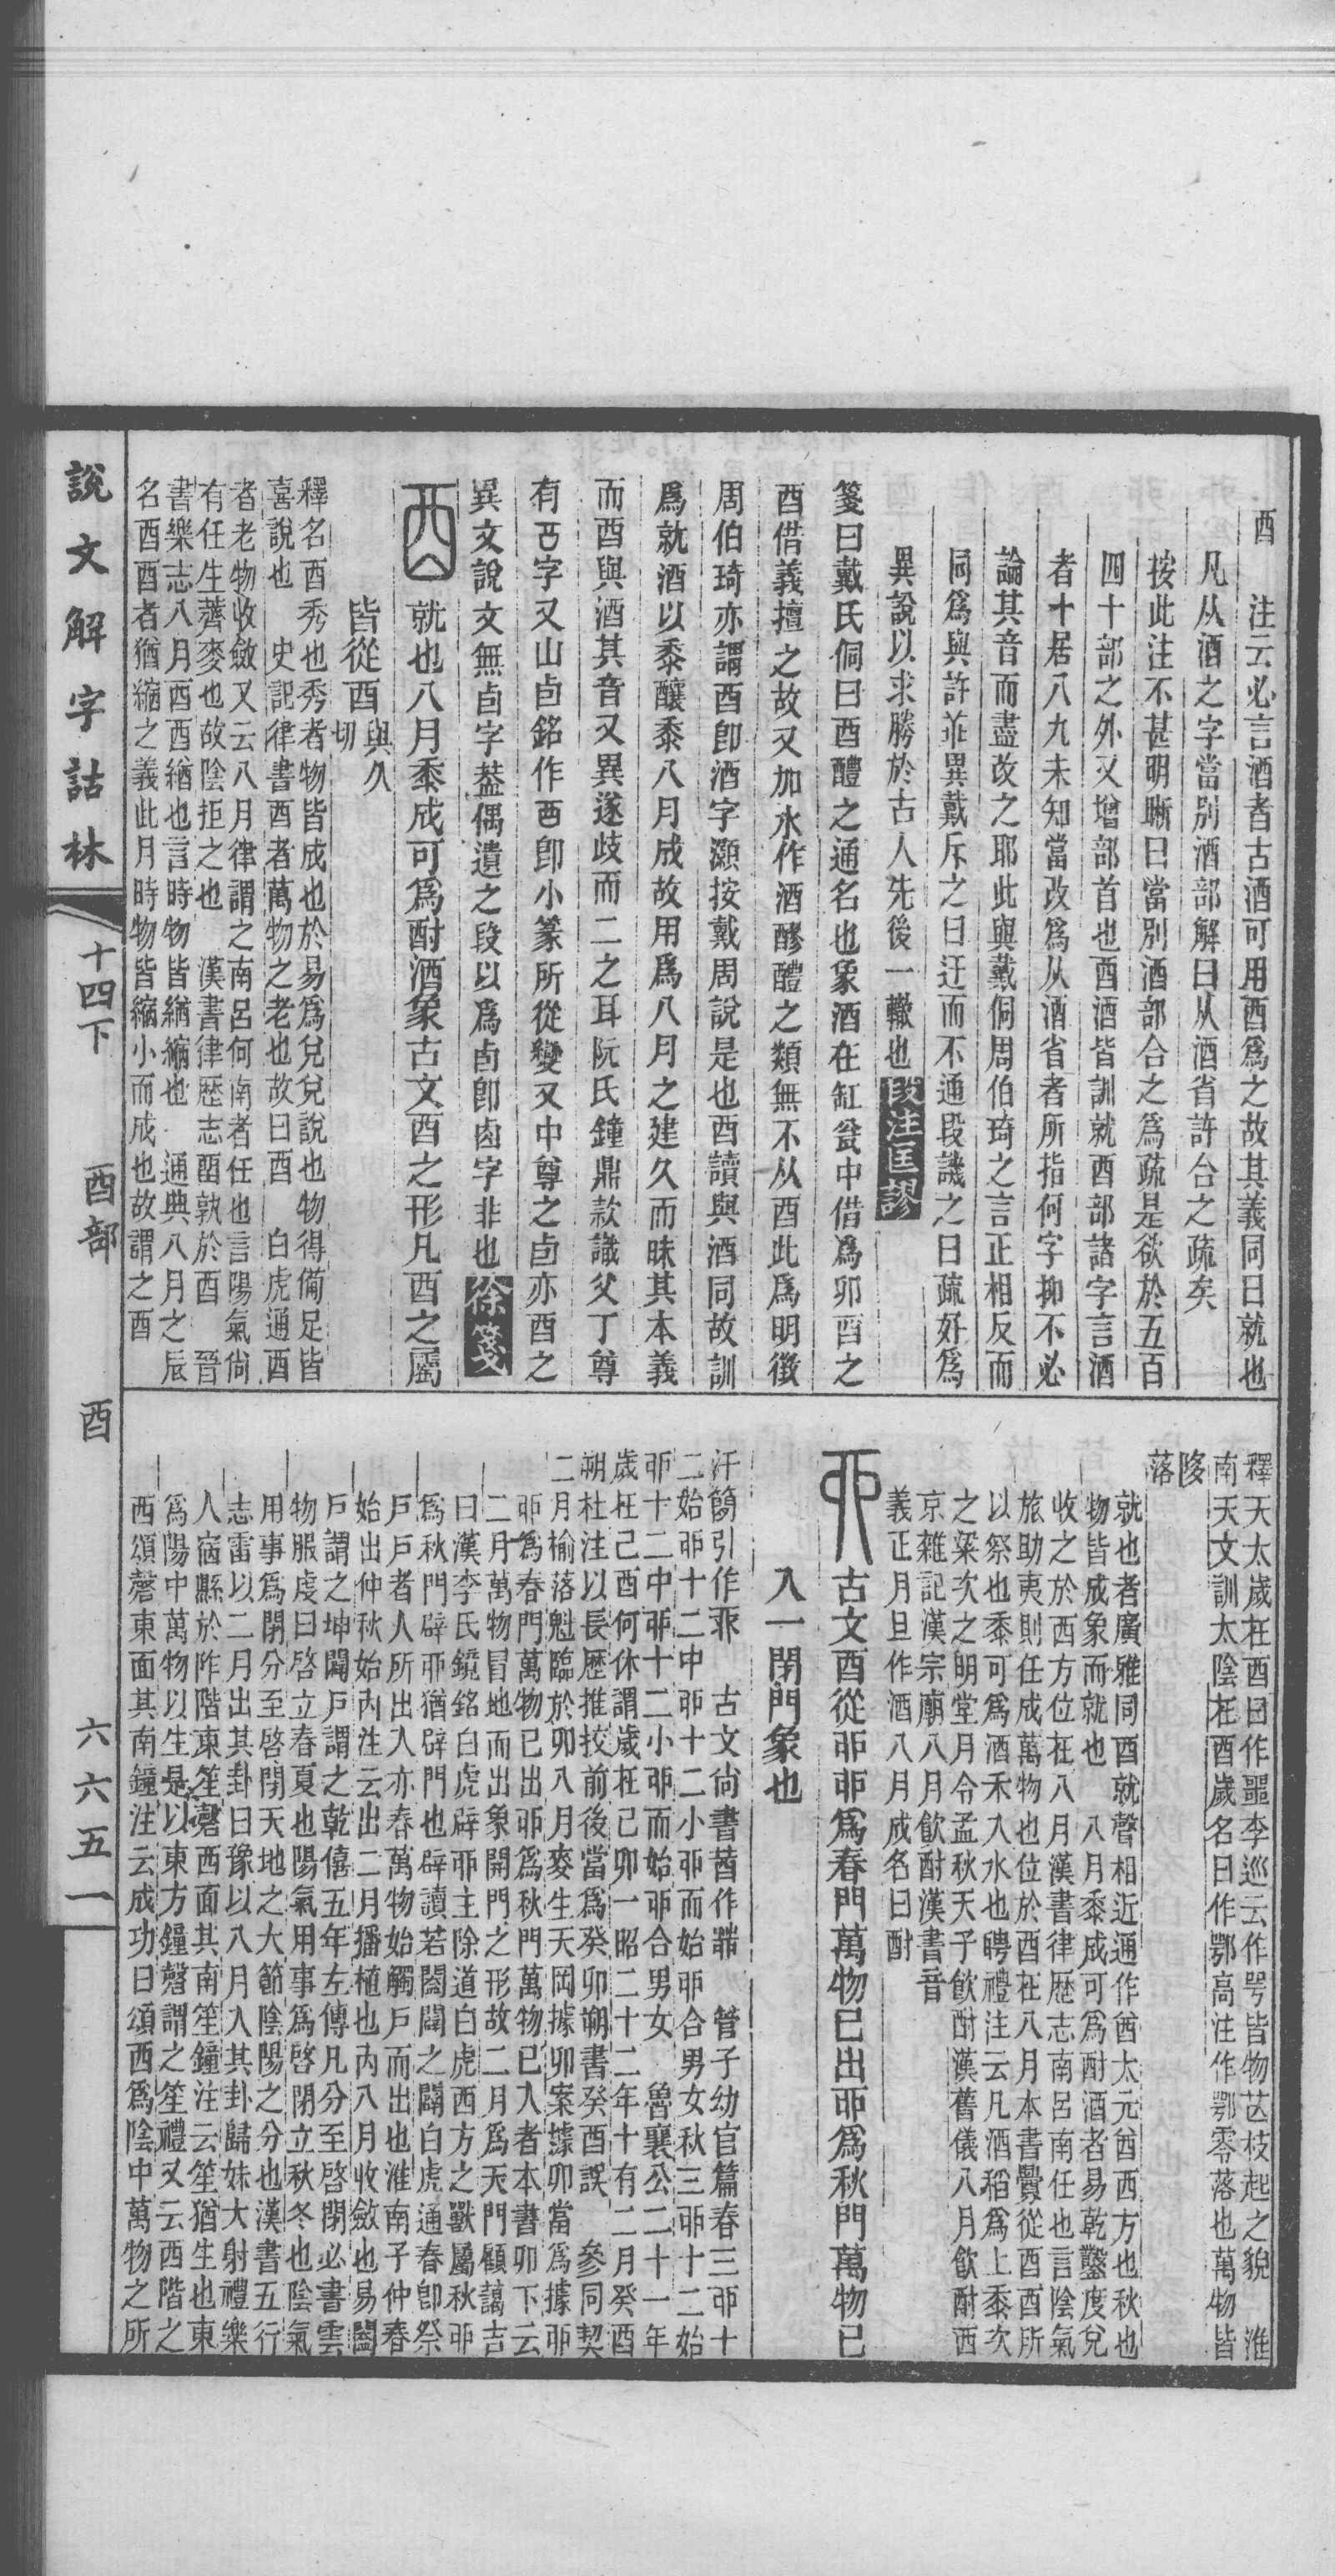 酉　注云必言酒者古酒可用酉爲之故其義同曰就也
凡从酒之字當別酒部解曰从酒省許合之疏矣
按此注不甚明晰曰當別酒部合之爲疏是欲於五百
四十部之外又增部首也酉酒皆訓就酉部諸字言酒
者十居八九未知當改爲从酒省者所指何字抑不必
論其音而盡改之耶此與戴侗周伯琦之言正相反而
同爲與許並異戴斥之曰迂而不通段譏之曰疏好爲
異說以求勝於古人先後一轍也段注匡謬
箋曰戴氏侗曰酉醴之通名也象酒在缸瓮中借爲卯酉之
酉借義擅之故又加水作酒醪醴之類無不从酉此爲明徵
周伯琦亦謂酉卽酒字灝按戴周說是也酉讀與酒同故訓
爲就酒以黍釀黍八月成故用爲八月之建久而昧其本義
而酉與酒其音又異遂歧而二之耳阮氏鐘鼎款識父丁尊
有字又山卣銘作卽小篆所從變又中尊之卣亦酉之
異文說文無卣字葢偶遺之段以爲卣卽卥字非也徐箋
就也八月黍成可爲酎酒象古文酉之形凡酉之屬
皆從酉與久切
釋名酉秀也秀者物皆成也於易爲兌兌說也物得備足皆
喜說也　史記律書酉者萬物之老也故曰酉　白虎通酉
者老物收斂又云八月律謂之南呂何南者任也言陽氣尙
有任生薺麥也故陰拒之也　漢書律歷志畱孰於酉　晉
書樂志八月酉酉緧也言時物皆緧縮也　通典八月之辰
名酉酉者猶縮之義此月時物皆縮小而成也故謂之酉
釋天太歲在酉曰作噩李巡云作咢皆物芒枝起之貌　淮
南天文訓太陰在酉歲名曰作鄂高注作鄂零落也萬物皆
陊落
就也者廣雅同酉就聲相近通作酋太元酋西方也秋也
物皆成象而就也　八月黍成可爲酎酒者易乾鑿度兌
收之於西方位在八月漢書律歷志南呂南任也言陰氣
旅助夷則任成萬物也位於酉在八月本書釁從酉酉所
以祭也黍可爲酒禾入水也聘禮注云凡酒稻爲上黍次
之粱次之明堂月令孟秋天子飮酎漢舊儀八月飮酎西
京雜記漢宗廟八月飮酎漢書音
義正月旦作酒八月成名曰酎
丣　古文酉從丣丣爲春門萬物已出丣爲秋門萬物已
入一閉門象也
汗簡引作　古文尙書莤作　管子幼官篇春三丣十
二始丣十二中丣十二小丣而始丣合男女秋三丣十二始
丣十二中丣十二小丣而始丣合男女　魯襄公二十一年
歲在己酉何休謂歲在己卯一昭二十二年十有二月癸酉
朔杜注以長歷推挍前後當爲癸卯朔書癸酉誤　參同契
二月榆落魁臨於卯八月麥生天岡據卯案據卯當爲據丣
丣爲春門萬物已出丣爲秋門萬物已入者本書卯下云
二月萬物冒地而出象開門之形故二月爲天門顧藹吉
曰漢李氏鏡銘白虎辟丣主除道白虎西方之獸屬秋丣
爲秋門辟丣猶辟門也辟讀若闔闢之闢白虎通春卽祭
戶戶者人所出入亦春萬物始觸戶而出也淮南子仲春
始出仲秋始內注云出二月播植也內八月收斂也易闔
戶謂之坤闢戶謂之乾僖五年左傳凡分至啓閉必書雲
物服虔曰啓立春夏也陽氣用事爲啓閉立秋冬也陰氣
用事爲閉分至啓閉天地之大節陰陽之分也漢書五行
志雷以二月出其卦曰豫以八月入其卦歸妹大射禮樂
人宿縣於阼階東笙磬西面其南笙鐘注云笙猶生也東
爲陽中萬物以生是以東方鐘磬謂之笙禮又云西階之
西頌磬東面其南鐘注云成功曰頌西爲陰中萬物之所
說文解字詁林
十四下
酉部
酉
六六五一